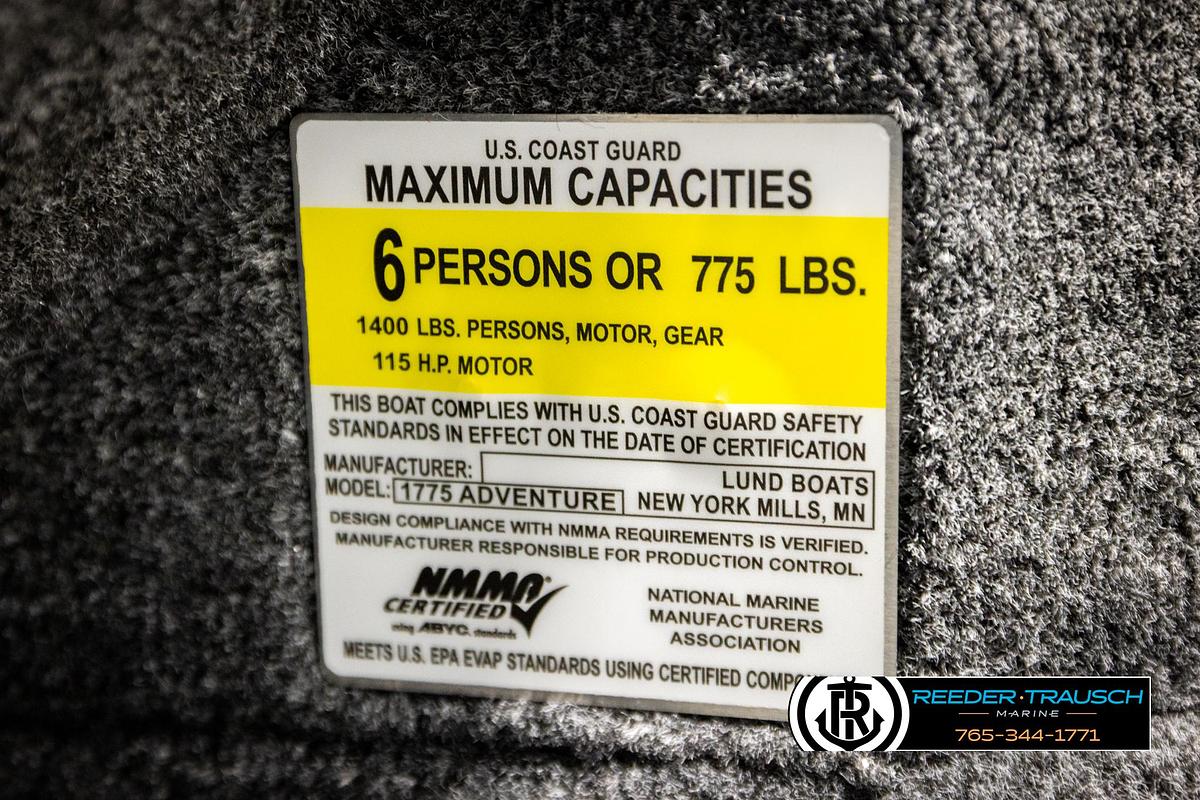 U.S. COAST GUARD
MAXIMUM CAPACITIES
6 PERSONS OR 775 LBS.
1400 LBS. PERSONS, MOTOR, GEAR
115 H.P. MOTOR
THIS BOAT COMPLIES WITH U.S. COAST GUARD SAFETY
STANDARDS IN EFFECT ON THE DATE OF CERTIFICATION
MANUFACTURER: LUND BOATS
MODEL: 1775 ADVENTURE NEW YORK MILLS, MN
DESIGN COMPLIANCE WITH NMMA REQUIREMENTS IS VERIFIED.
MANUFACTURER RESPONSIBLE FOR PRODUCTION CONTROL.
NMMA®
CERTIFIED
using ABYC standards
NATIONAL MARINE
MANUFACTURERS
ASSOCIATION
MEETS U.S. EPA EVAP STANDARDS USING CERTIFIED
TR
REEDER·TRAUSCH
MARINE
765-344-1771